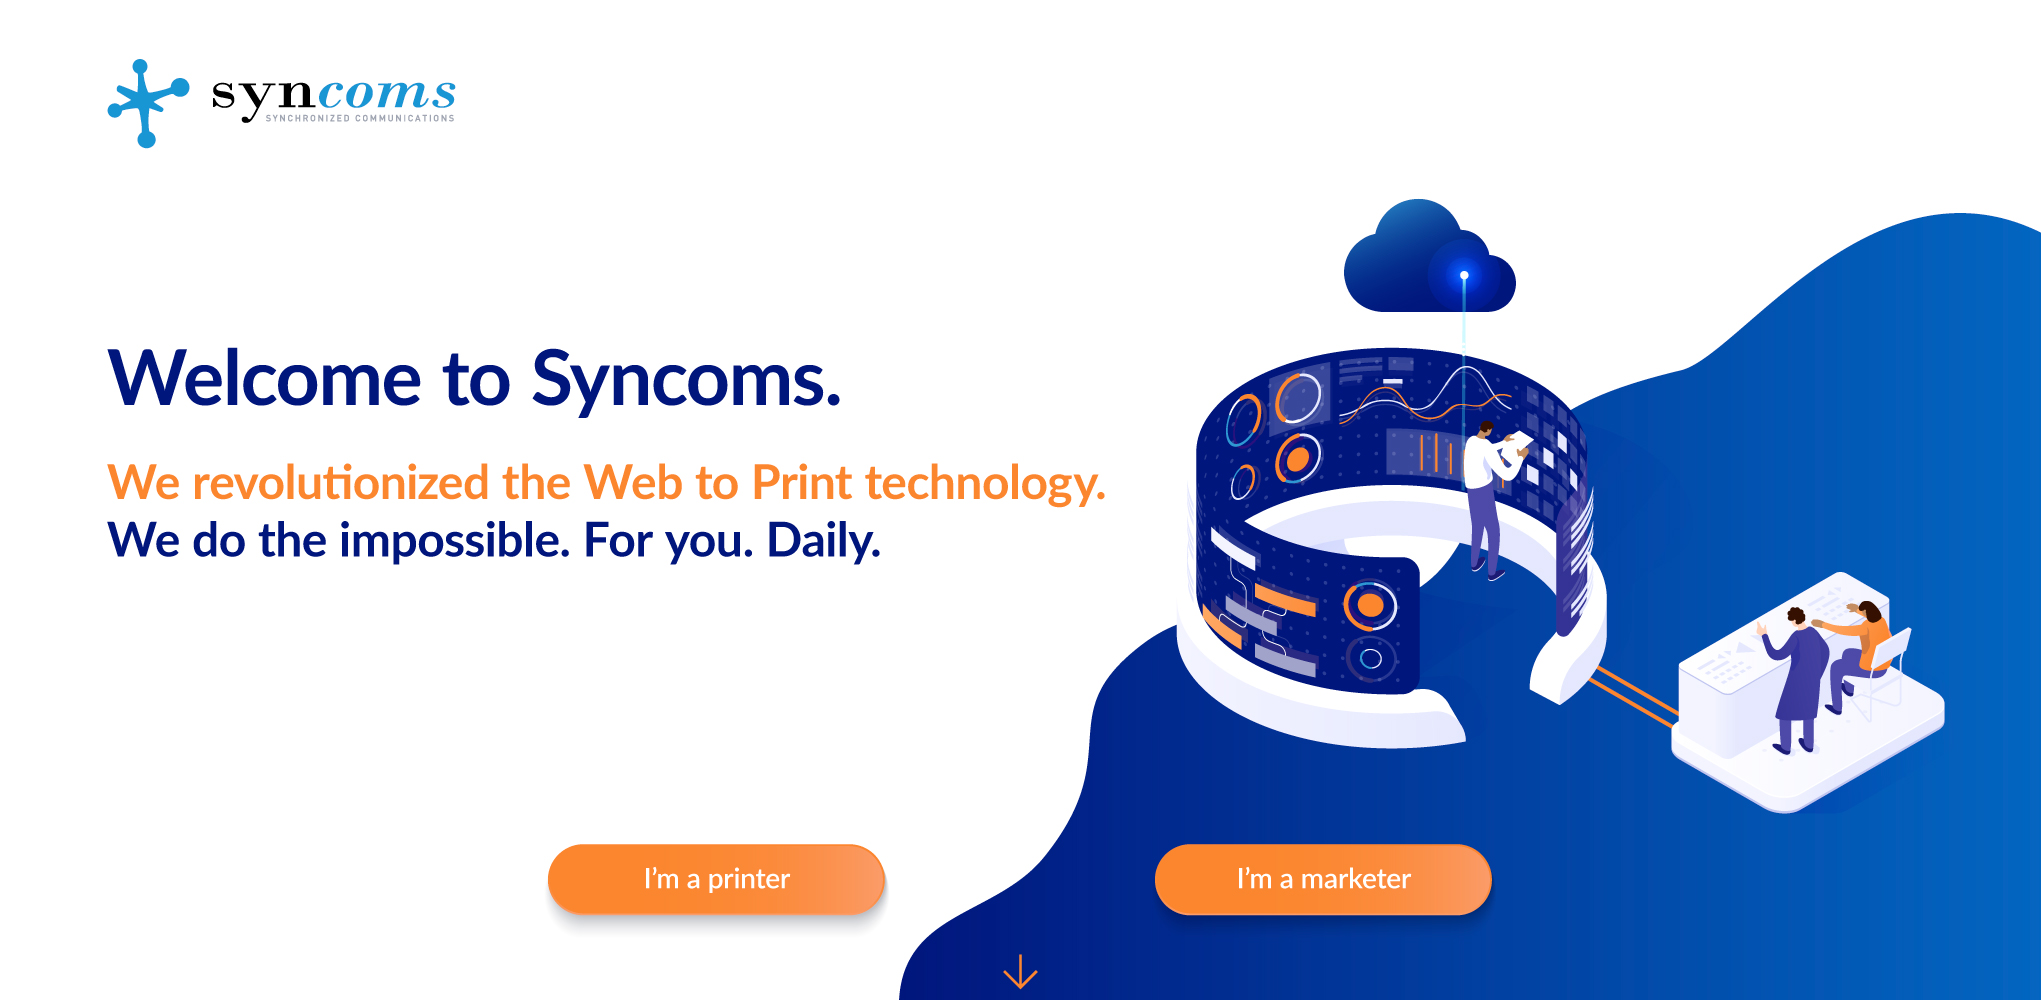 syncoms
SYNCHRONIZED COMMUNICATIONS
Welcome to Syncoms.
We revolutionized the Web to Print technology.
We do the impossible. For you. Daily.
I'm a printer
I'm a marketer